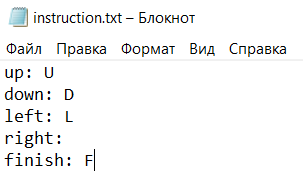 instruction.txt – Блокнот
Файл Правка Формат Вид Справка
up: U
down: D
left: L
right:
finish: F